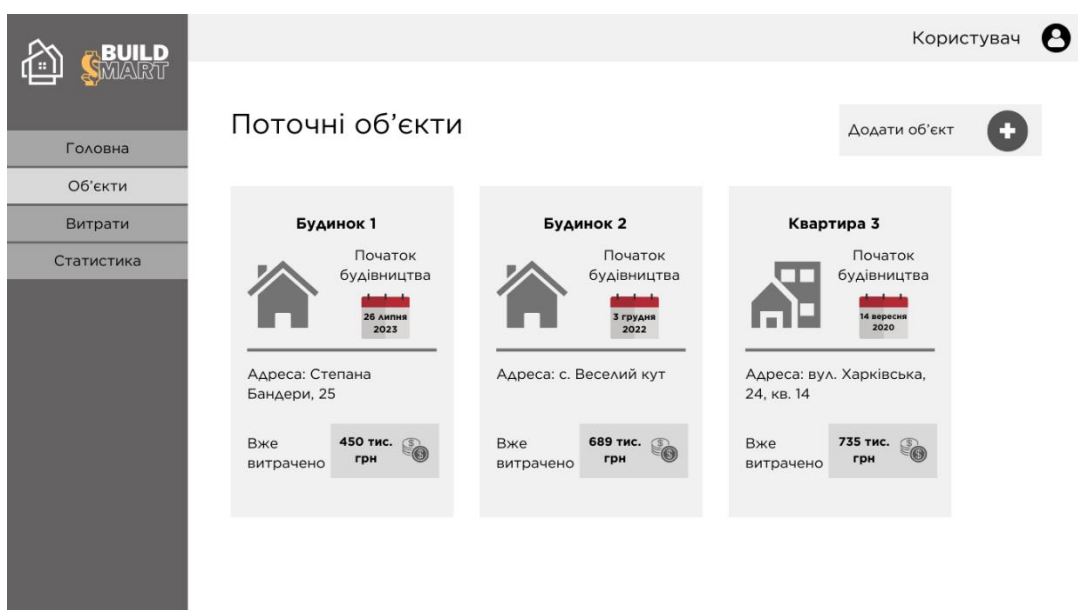 BUILD
$MART
Користувач
Головна
Об'єкти
Витрати
Статистика
Поточні об'єкти
Додати об'єкт
Будинок 1
Початок
будівництва
26 липня
2023
Адреса: Степана
Бандери, 25
Вже
витрачено
450 тис.
грн
Будинок 2
Початок
будівництва
3 грудня
2022
Адреса: с. Веселий кут
Вже
витрачено
689 тис.
грн
Квартира 3
Початок
будівництва
14 вересня
2020
Адреса: вул. Харківська,
24, кв. 14
Вже
витрачено
735 тис.
грн